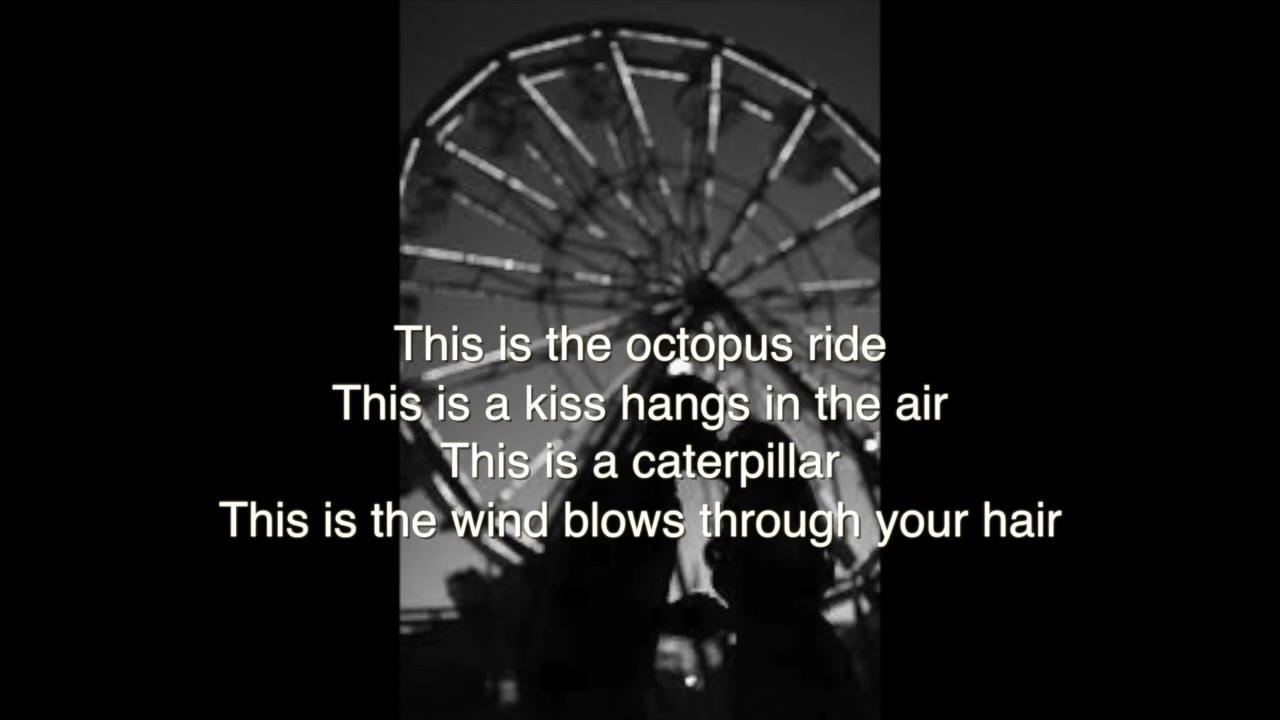 This is the octopus ride
This is a kiss hangs in the air
This is a caterpillar
This is the wind blows through your hair